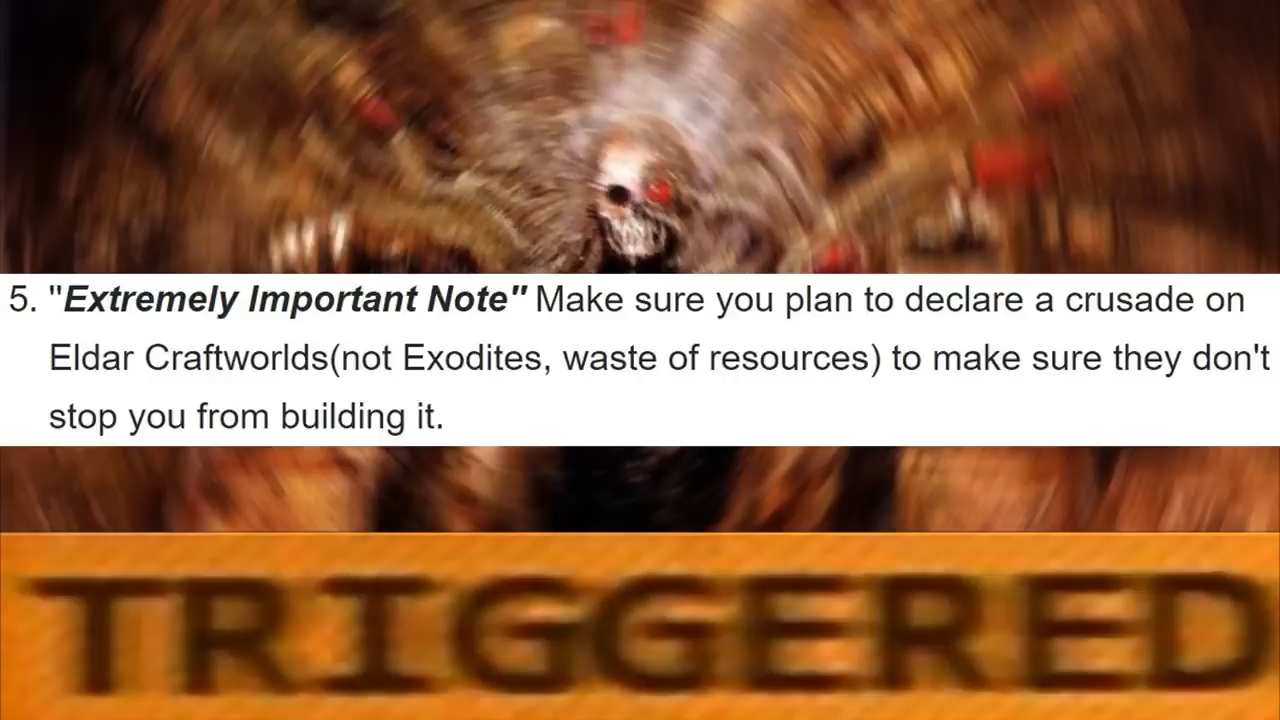 5. "Extremely Important Note" Make sure you plan to declare a crusade on
Eldar Craftworlds(not Exodites, waste of resources) to make sure they don't
stop you from building it.
TRIGGERED